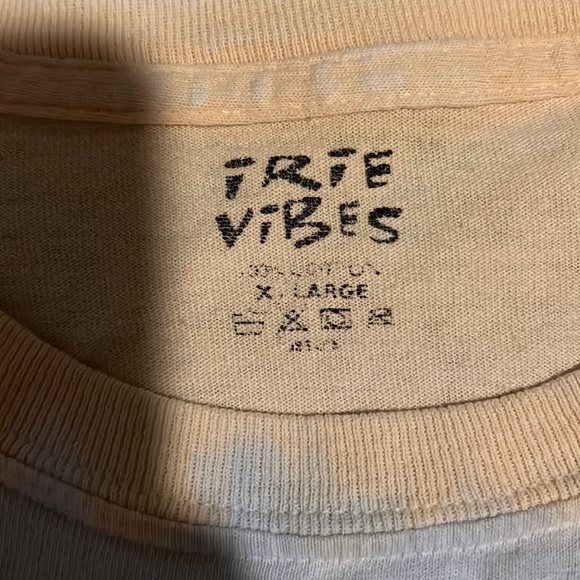 iRiE
ViBES
100% COTTON
X-LARGE